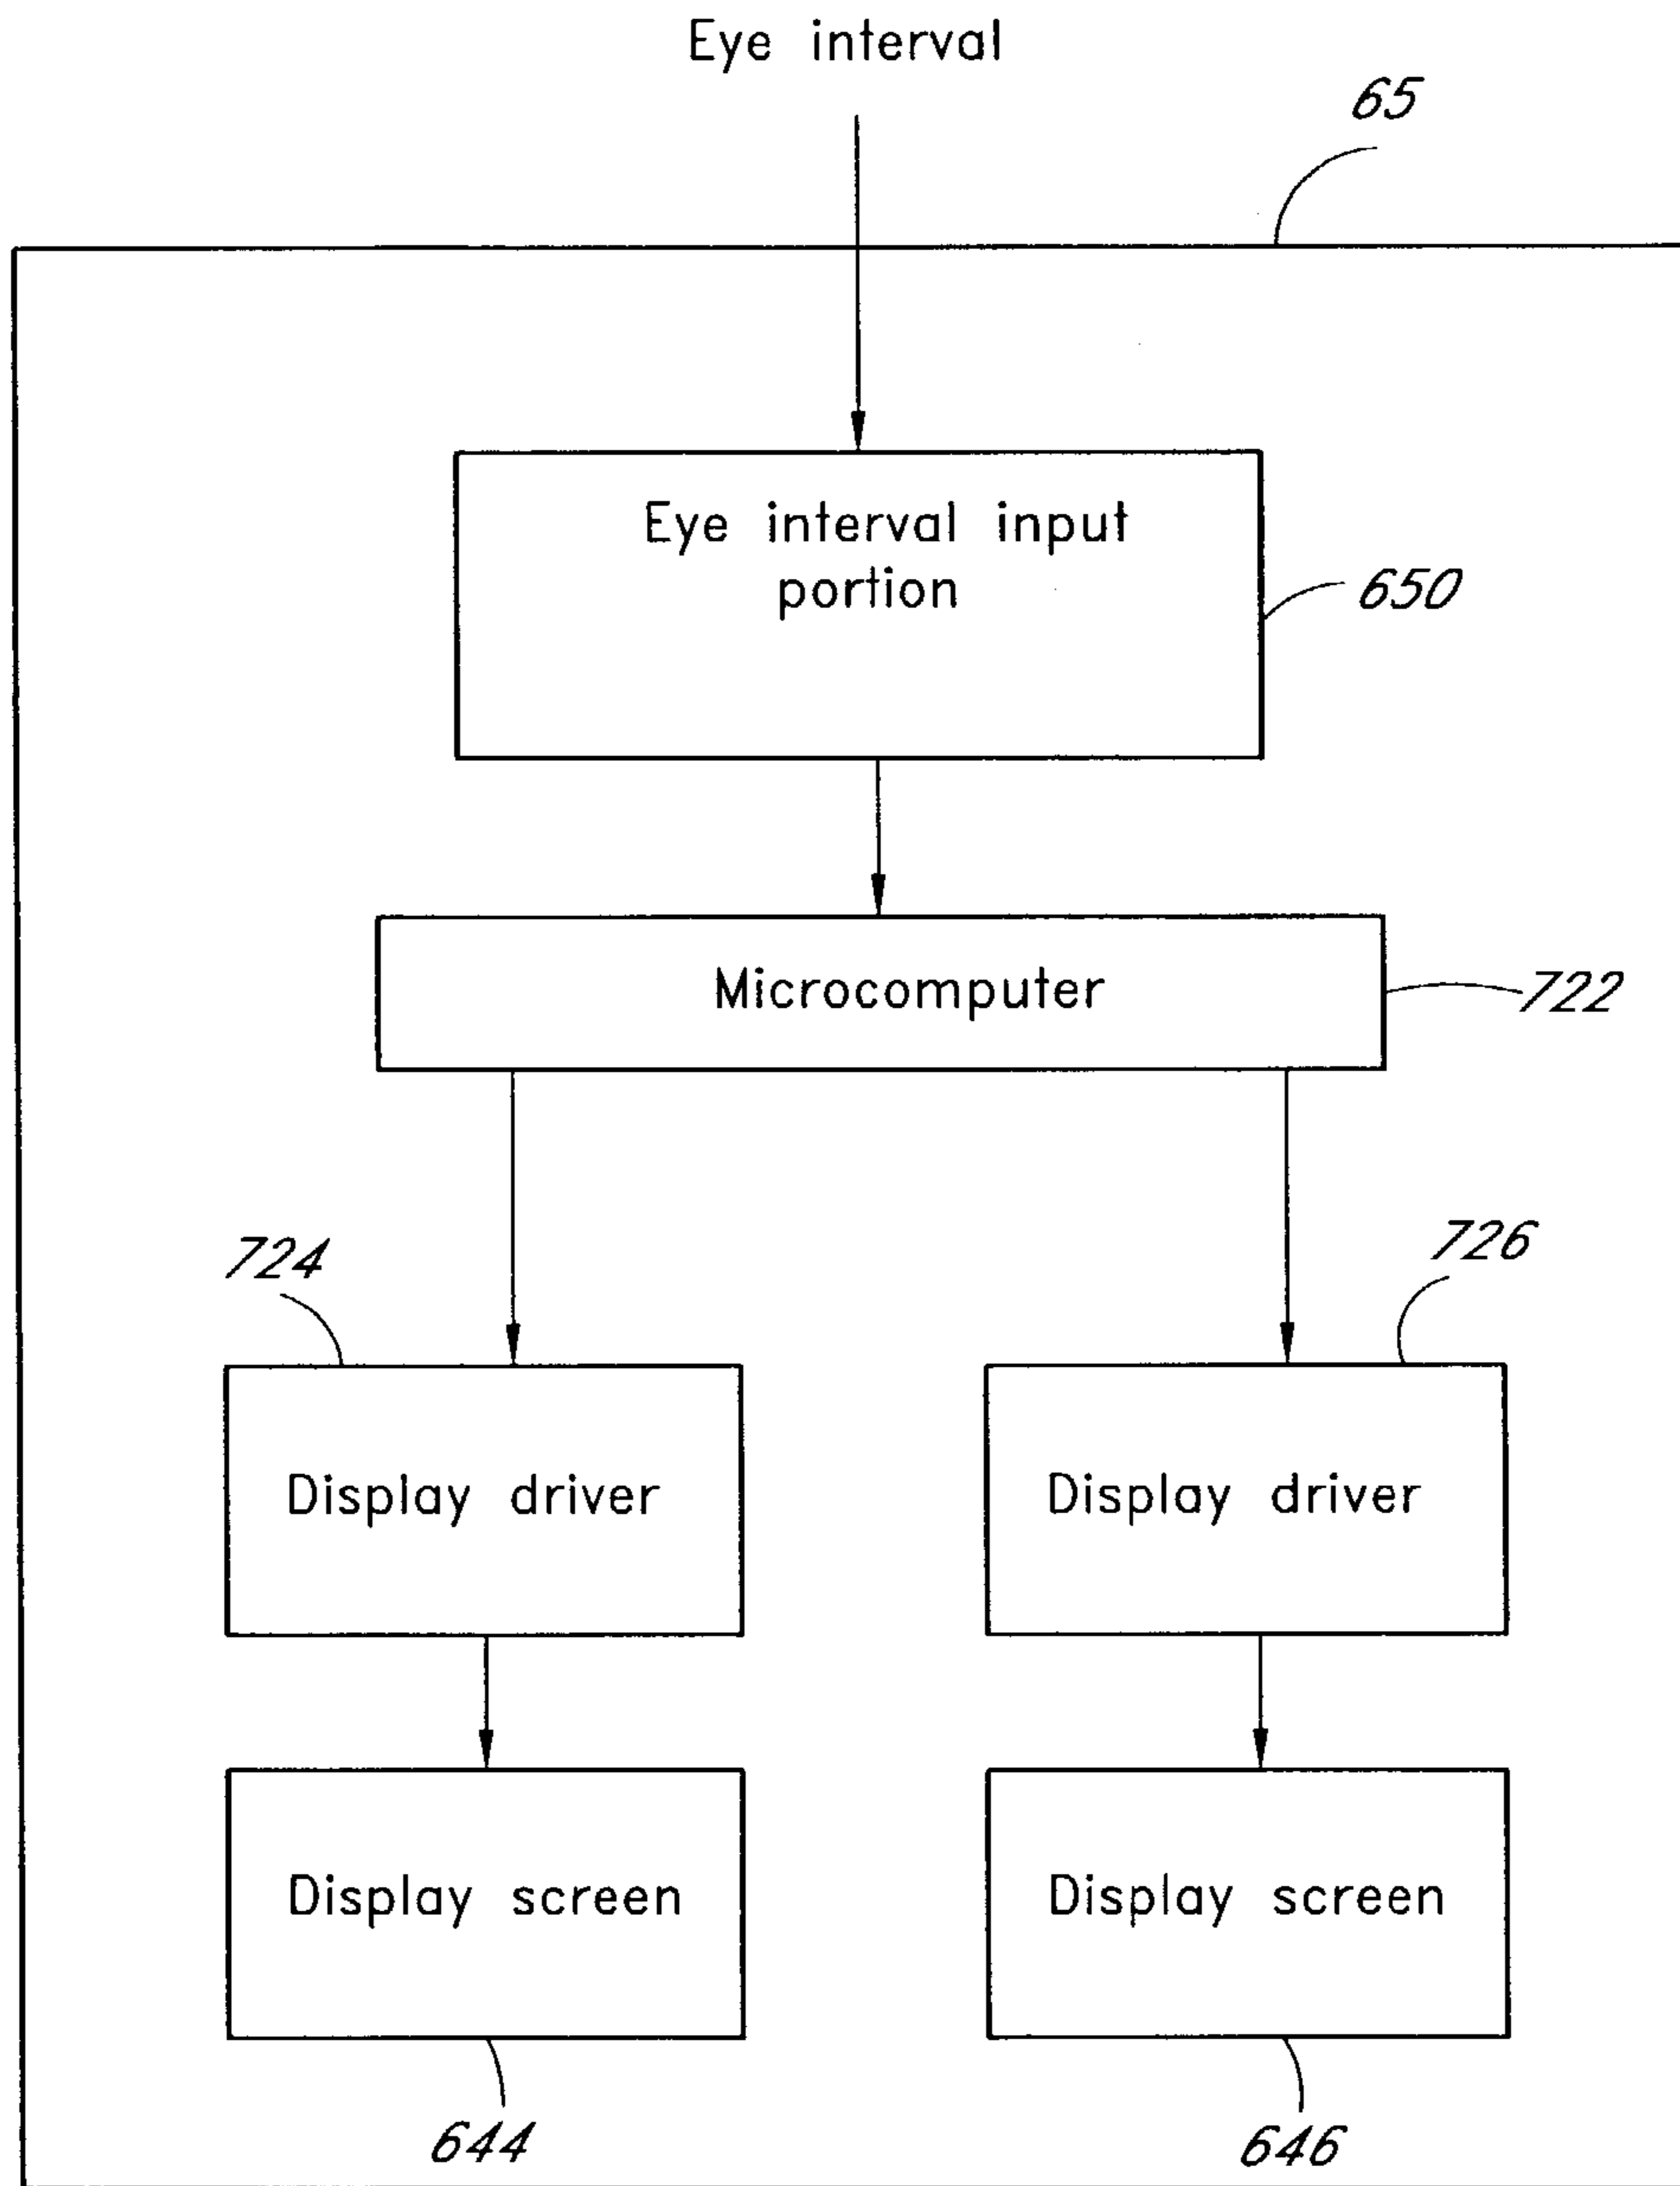 Eye interval
65
Eye interval input
portion
650
Microcomputer
722
724
726
Display driver
Display driver
Display screen
Display screen
644
646